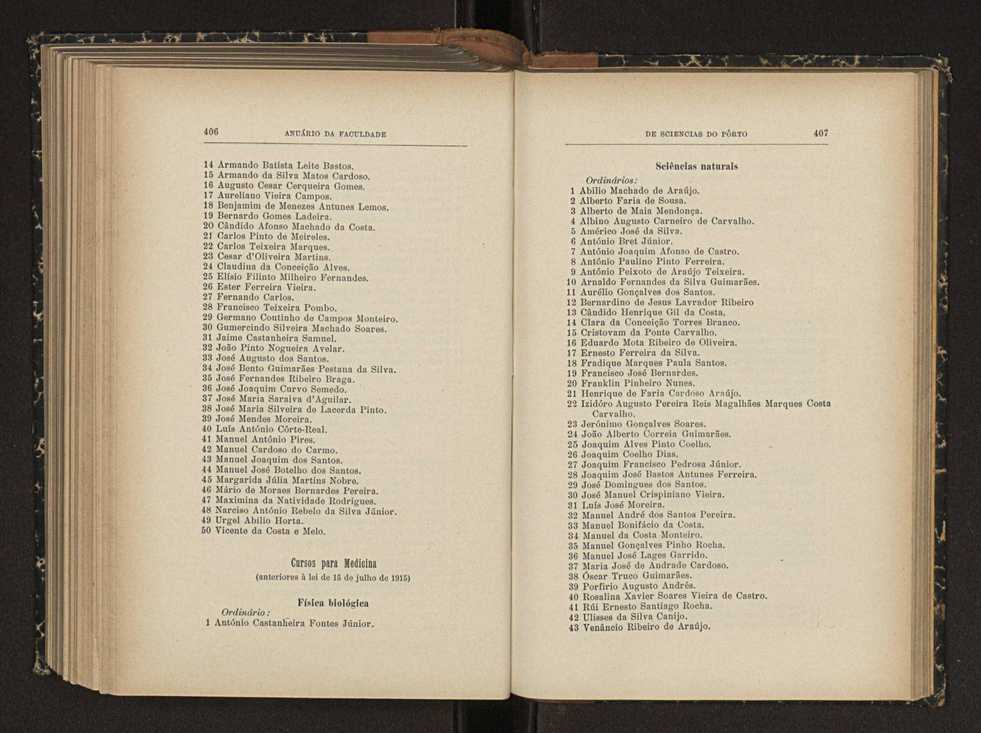 406 ANUÁRIO DA FACULDADE
14 Armando Batista Leite Bastos.
15 Armando da Silva Matos Cardoso.
16 Augusto Cesar Cerqueira Gomes.
17 Aureliano Vieira Campos.
18 Benjamim de Menezes Antunes Lemos.
19 Bernardo Gomes Ladeira.
20 Cândido Afonso Machado da Costa.
21 Carlos Pinto de Meireles.
22 Carlos Teixeira Marques.
23 Cesar d'Oliveira Martins.
24 Claudina da Conceição Alves.
25 Elísio Filinto Milheiro Fernandes.
26 Ester Ferreira Vieira.
27 Fernando Carlos.
28 Francisco Teixeira Pombo.
29 Germano Coutinho de Campos Monteiro.
30 Gumercindo Silveira Machado Soares.
31 Jaime Castanheira Samuel.
32 João Pinto Nogueira Avelar.
33 José Augusto dos Santos.
34 José Bento Guimarães Pestana da Silva.
35 José Fernandes Ribeiro Braga.
36 José Joaquim Curvo Semedo.
37 José Maria Saraiva d'Aguilar.
38 José Maria Silveira de Lacerda Pinto.
39 José Mendes Moreira.
40 Luís António Côrte-Real.
41 Manuel António Pires.
42 Manuel Cardoso do Carmo.
43 Manuel Joaquim dos Santos.
44 Manuel José Botelho dos Santos.
45 Margarida Júlia Martins Nobre.
46 Mário de Moraes Bernardes Pereira.
47 Maximina da Natividade Rodrigues.
48 Narciso António Rebelo da Silva Júnior.
49 Urgel Abílio Horta.
50 Vicente da Costa e Melo.
Cursos para Medicina
(anteriores à lei de 15 de julho de 1915)
Física biológica
Ordinário:
1 António Castanheira Fontes Júnior.
DE SCIENCIAS DO PÔRTO 407
Sciências naturais
Ordinários:
1 Abílio Machado de Araújo.
2 Alberto Faria de Sousa.
3 Alberto de Maia Mendonça.
4 Albino Augusto Carneiro de Carvalho.
5 Américo José da Silva.
6 António Bret Júnior.
7 António Joaquim Afonso de Castro.
8 António Paulino Pinto Ferreira.
9 António Peixoto de Araújo Teixeira.
10 Arnaldo Fernandes da Silva Guimarães.
11 Aurélio Gonçalves dos Santos.
12 Bernardino de Jesus Lavrador Ribeiro
13 Cândido Henrique Gil da Costa.
14 Clara da Conceição Torres Branco.
15 Cristovam da Ponte Carvalho.
16 Eduardo Mota Ribeiro de Oliveira.
17 Ernesto Ferreira da Silva.
18 Fradique Marques Paula Santos.
19 Francisco José Bernardes.
20 Franklin Pinheiro Nunes.
21 Henrique de Faria Cardoso Araújo.
22 Izidóro Augusto Pereira Reis Magalhães Marques Costa
Carvalho.
23 Jerónimo Gonçalves Soares.
24 João Alberto Correia Guimarães.
25 Joaquim Alves Pinto Coelho.
26 Joaquim Coelho Dias.
27 Joaquim Francisco Pedrosa Júnior.
28 Joaquim José Bastos Antunes Ferreira.
29 José Domingues dos Santos.
30 José Manuel Crispiniano Vieira.
31 Luís José Moreira.
32 Manuel André dos Santos Pereira.
33 Manuel Bonifácio da Costa.
34 Manuel da Costa Monteiro.
35 Manuel Gonçalves Pinho Rocha.
36 Manuel José Lages Garrido.
37 Maria José de Andrade Cardoso.
38 Óscar Truco Guimarães.
39 Porfírio Augusto Andrês.
40 Rosalina Xavier Soares Vieira de Castro.
41 Rúi Ernesto Santiago Rocha.
42 Ulisses da Silva Canijo.
43 Venâncio Ribeiro de Araújo.